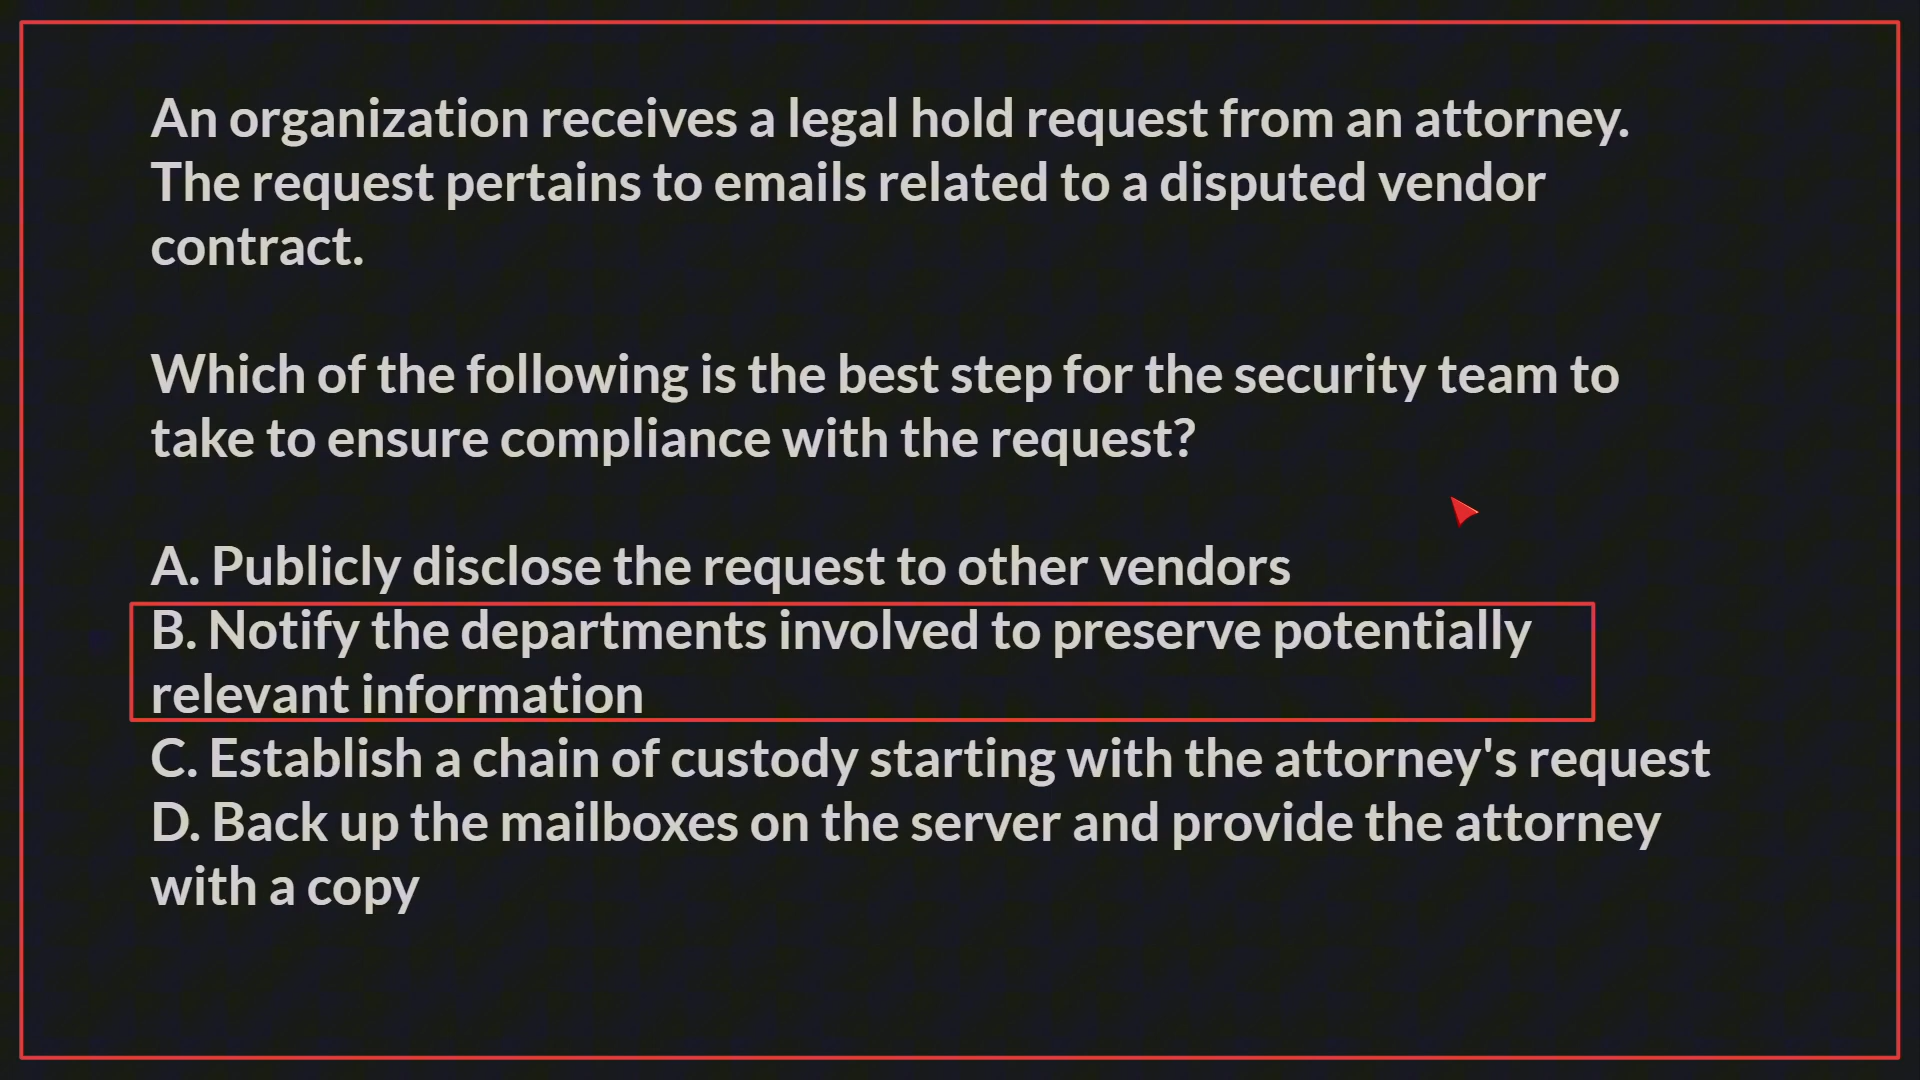 An organization receives a legal hold request from an attorney.
The request pertains to emails related to a disputed vendor
contract.
Which of the following is the best step for the security team to
take to ensure compliance with the request?
A. Publicly disclose the request to other vendors
B. Notify the departments involved to preserve potentially
relevant information
C. Establish a chain of custody starting with the attorney's request
D. Back up the mailboxes on the server and provide the attorney
with a copy